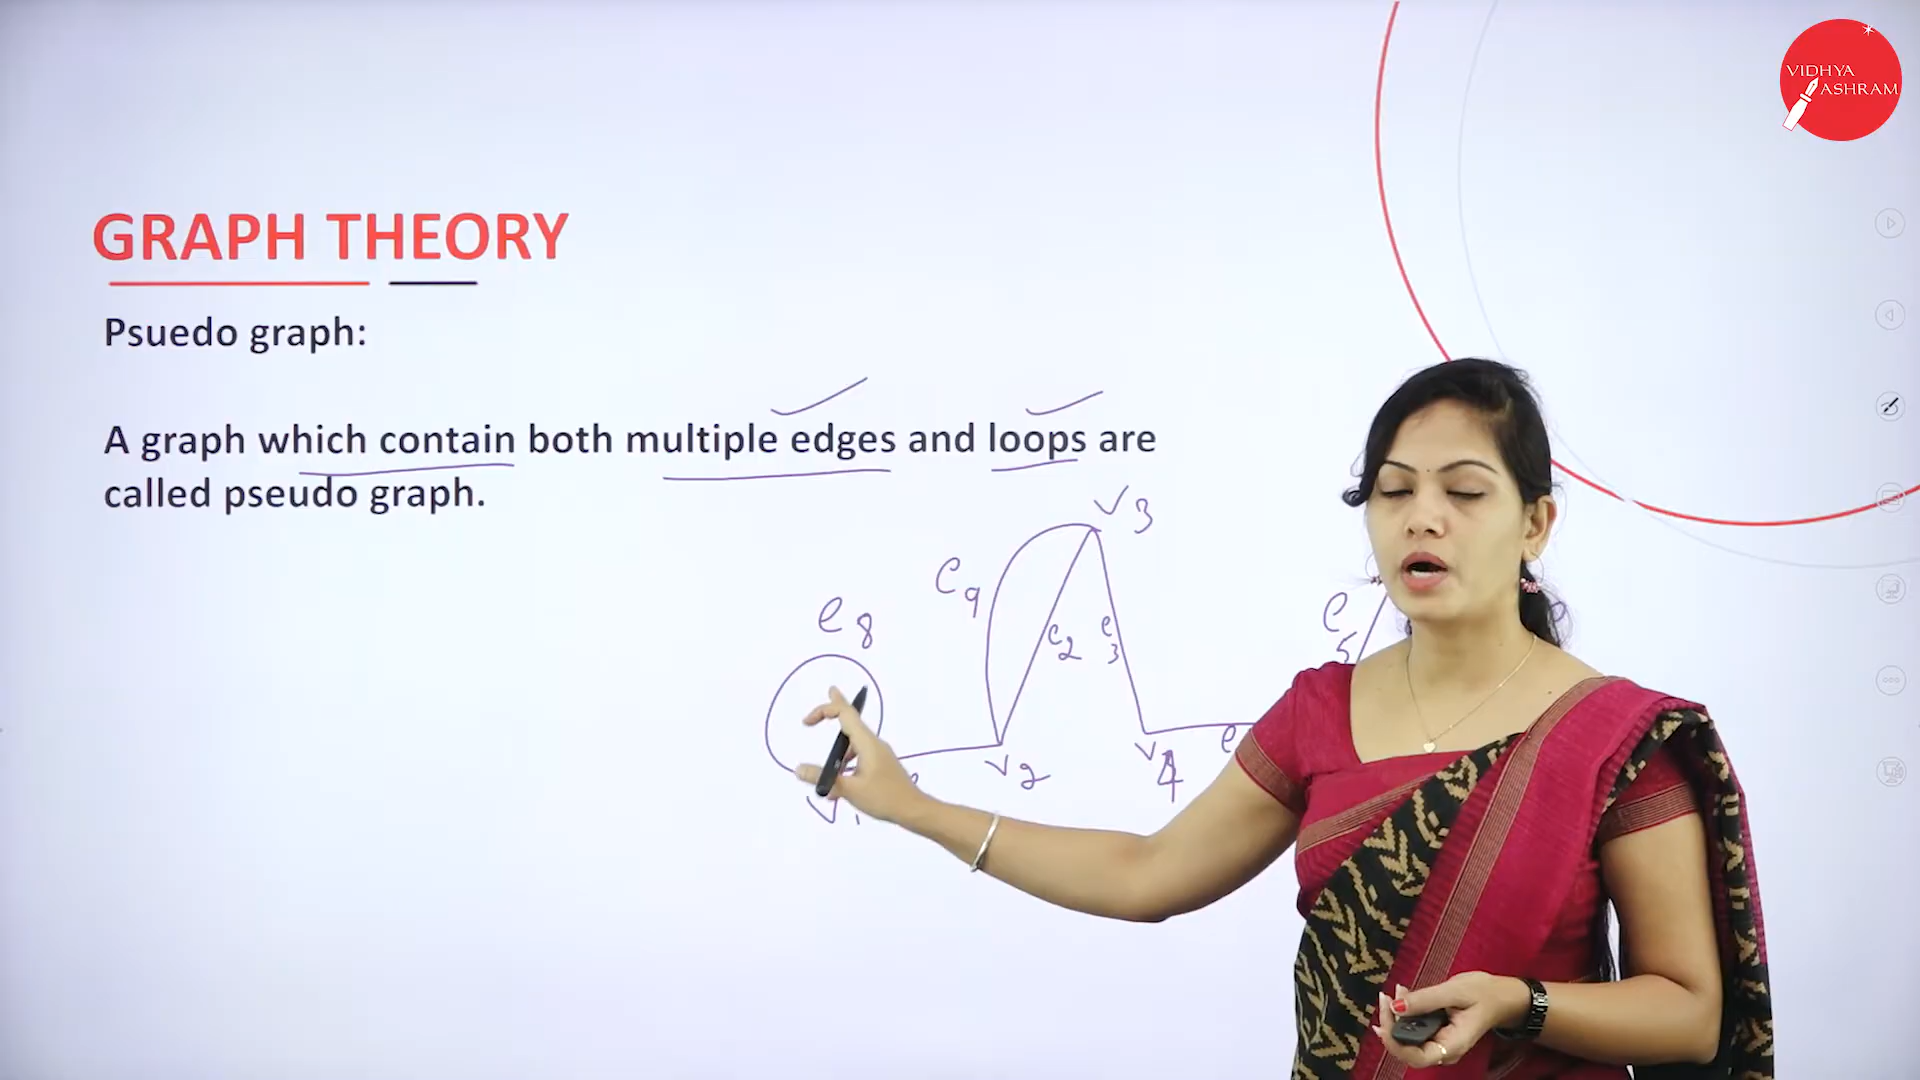 VIDHYA
ASHRAM
GRAPH THEORY
Psuedo graph:
A graph which contain both multiple edges and loops are
called pseudo graph.
V3
e9
e8
e2
e3
e5
V2
V4
e
V1